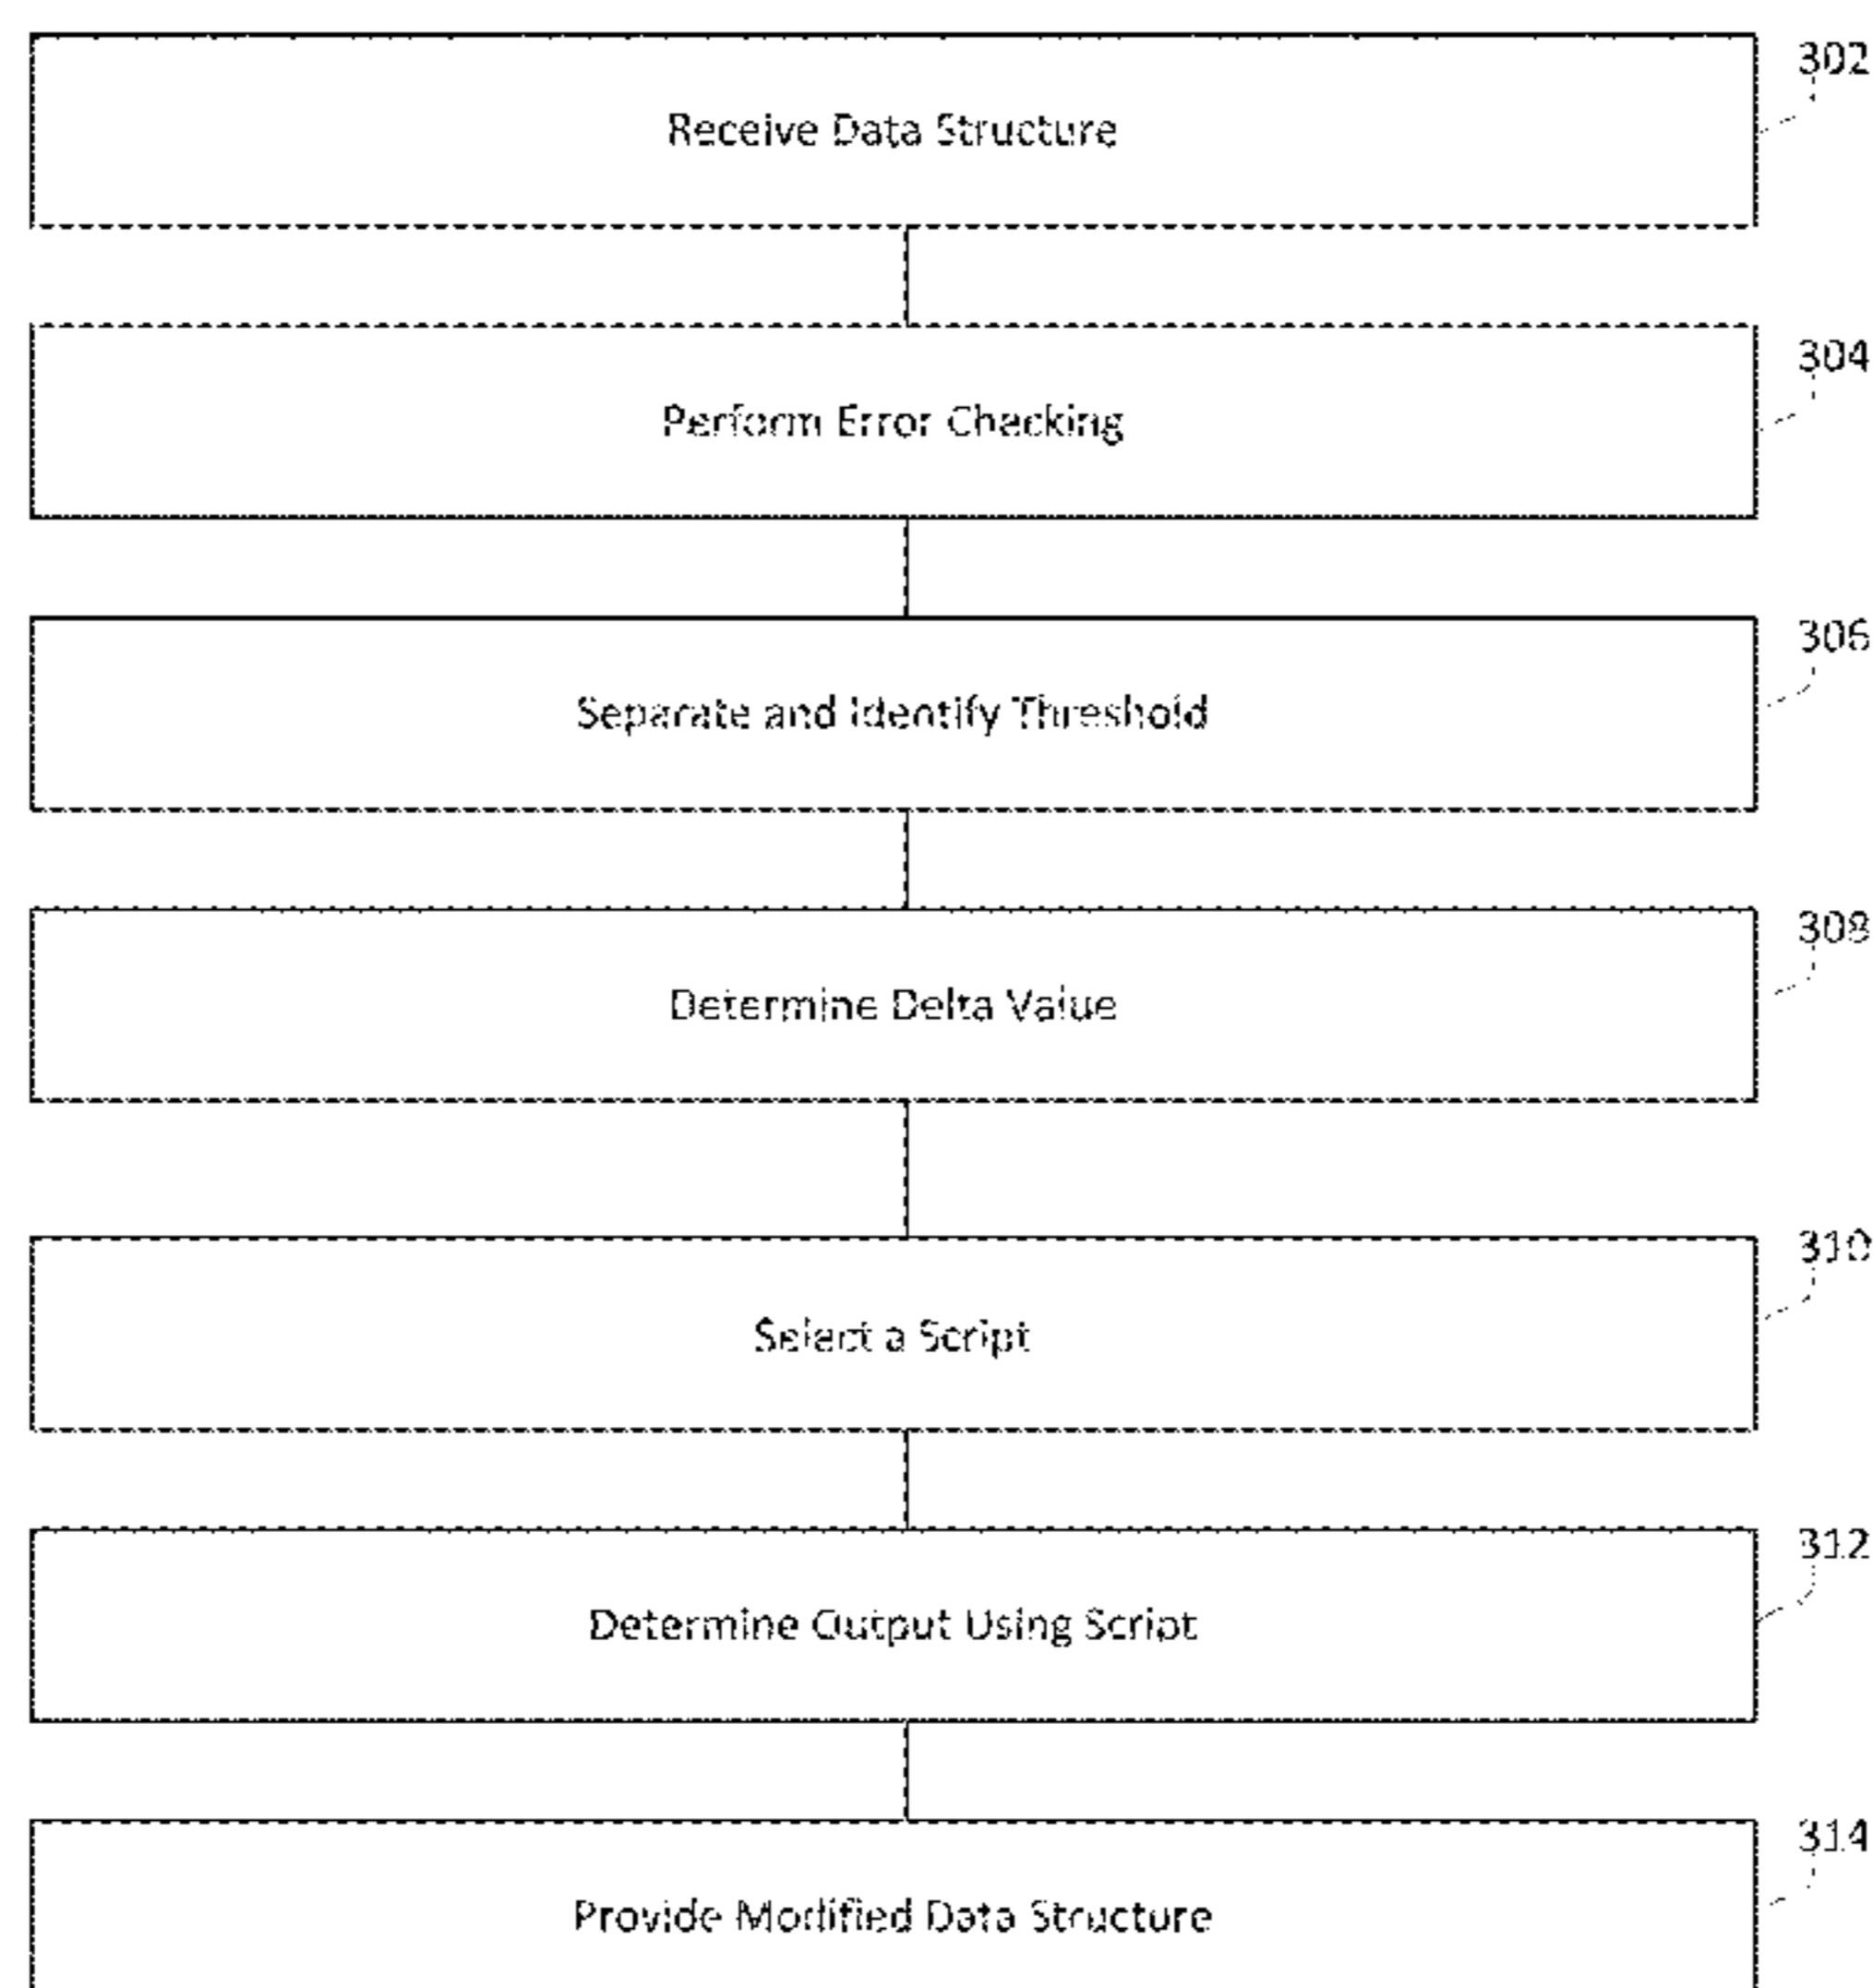 302
Receive Data Structure
304
Perform Error Checking
306
Separate and Identify Threshold
308
Determine Delta Value
310
Select a Script
312
Determine Output Using Script
314
Provide Modified Data Structure